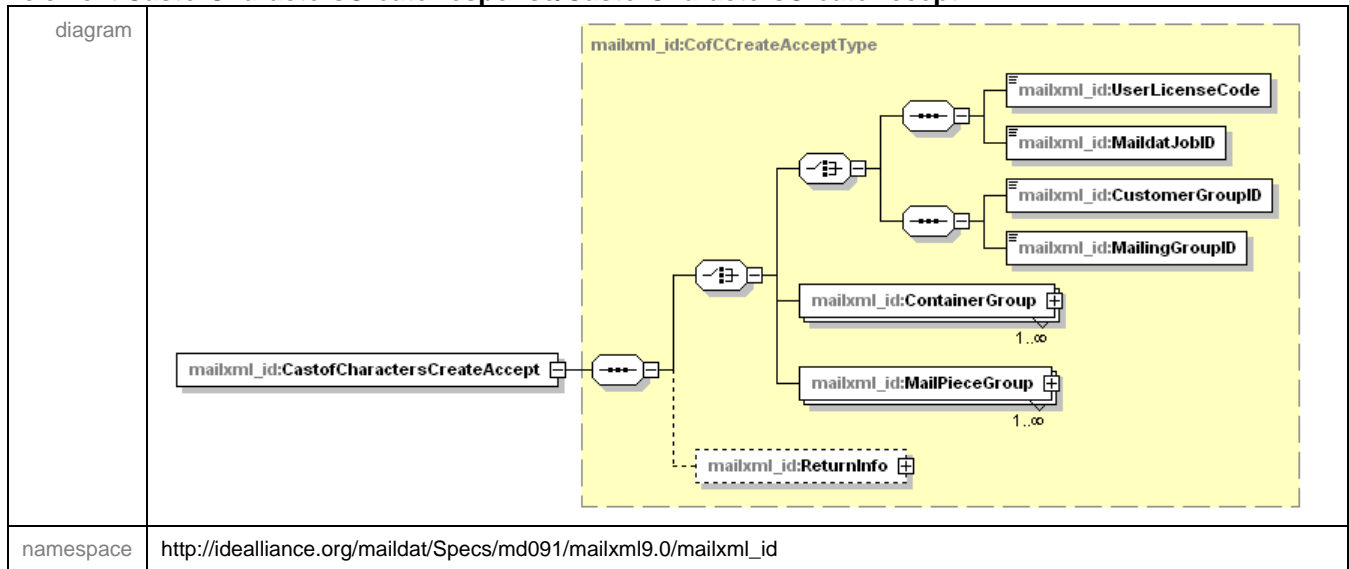 diagram
mailxml_id:CofCCreateAcceptType
mailxml_id:UserLicenseCode
mailxml_id:MaildatJobID
mailxml_id:CustomerGroupID
mailxml_id:MailingGroupID
mailxml_id:ContainerGroup
1..∞
mailxml_id:CastofCharactersCreateAccept
mailxml_id:MailPieceGroup
1..∞
mailxml_id:ReturnInfo
namespace
http://idealliance.org/maildat/Specs/md091/mailxml9.0/mailxml_id